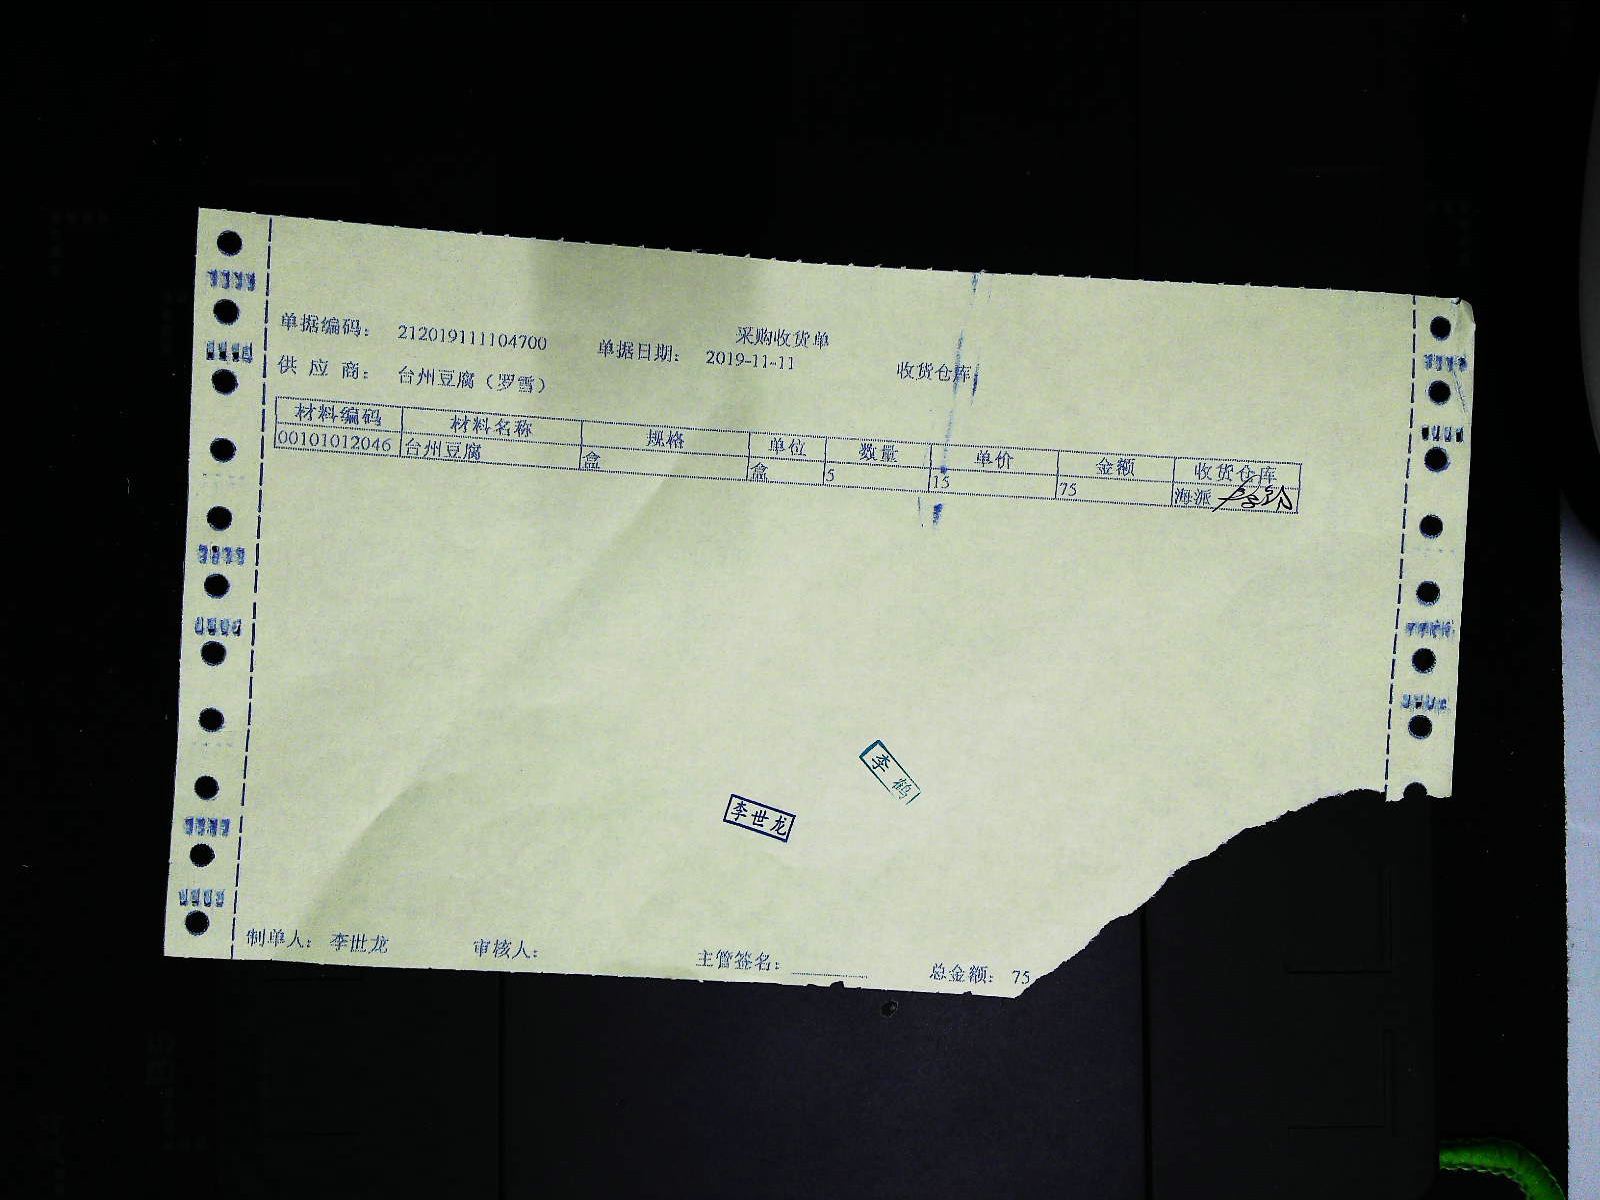 采购收货单
单据编码： 212019111104700 单据日期： 2019-11-11 收货仓库
供 应 商： 台州豆腐（罗雪）
材料编码 材料名称 规格 单位 数量 单价 金额 收货仓库
00101012046 台州豆腐 盒 盒 5 15 75 海派
李鹤
李世龙
制单人： 李世龙 审核人： 主管签名： 总金额： 75